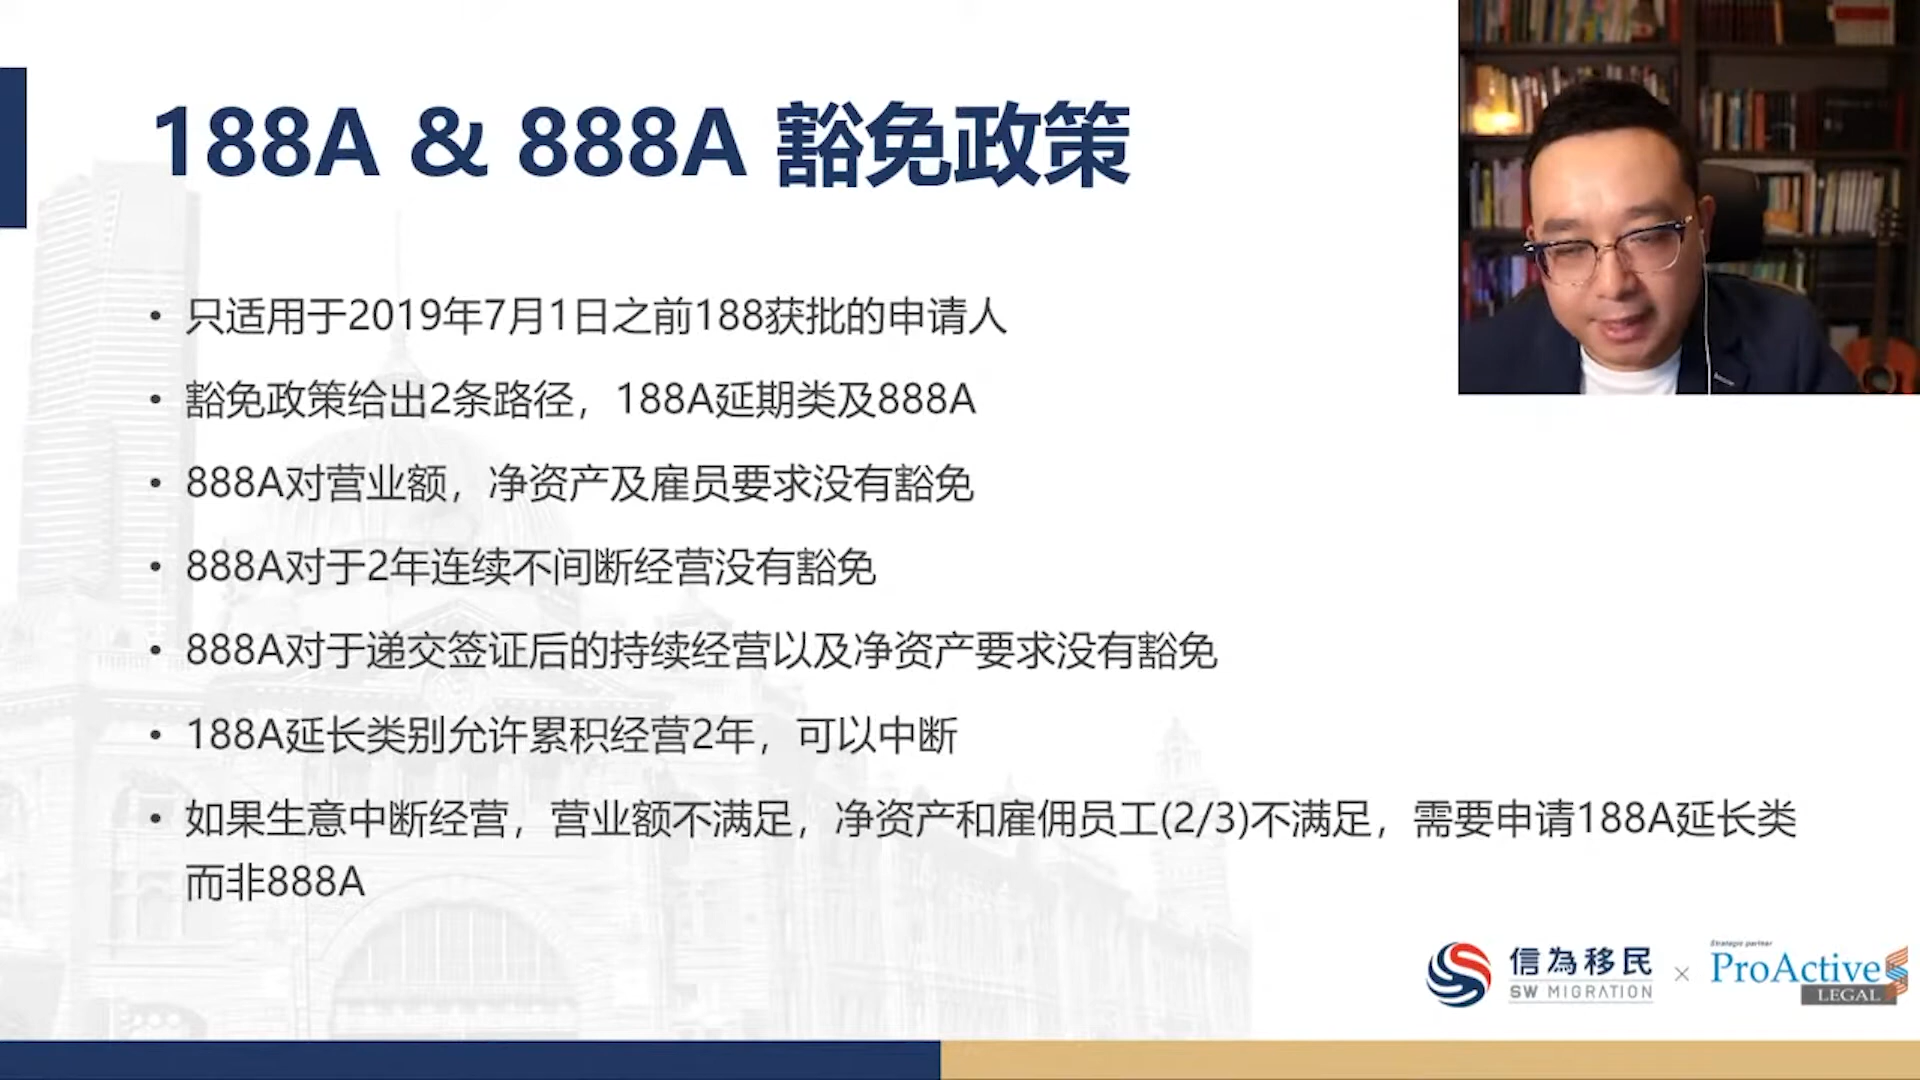 188A & 888A 豁免政策
• 只适用于2019年7月1日之前188获批的申请人
• 豁免政策给出2条路径，188A延期类及888A
• 888A对营业额，净资产及雇员要求没有豁免
• 888A对于2年连续不间断经营没有豁免
• 888A对于递交签证后的持续经营以及净资产要求没有豁免
• 188A延长类别允许累积经营2年，可以中断
• 如果生意中断经营，营业额不满足，净资产和雇佣员工(2/3)不满足，需要申请188A延长类
而非888A
信為移民
SW MIGRATION
×
Strategic partner
ProActive
LEGAL